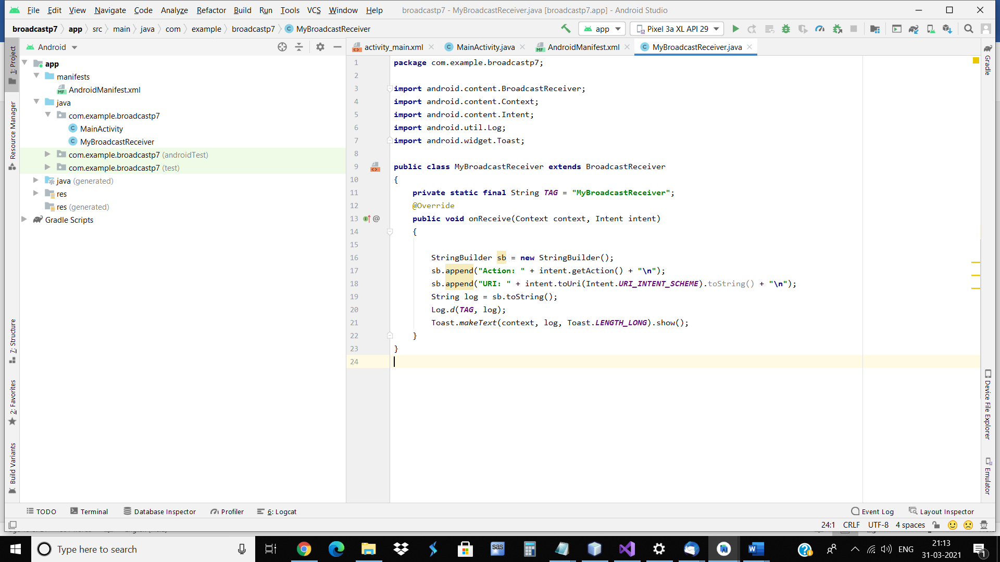 File Edit View Navigate Code Analyze Refactor Build Run Tools VCS Window Help broadcastp7 - MyBroadcastReceiver.java [broadcastp7.app] - Android Studio
broadcastp7 app src main java com example broadcastp7 C MyBroadcastReceiver app Pixel 3a XL API 29
Android
activity_main.xml C MainActivity.java MF AndroidManifest.xml C MyBroadcastReceiver.java
1: Project
Resource Manager
7: Structure
2: Favorites
Build Variants
app
manifests
MF AndroidManifest.xml
java
com.example.broadcastp7
C MainActivity
C MyBroadcastReceiver
com.example.broadcastp7 (androidTest)
com.example.broadcastp7 (test)
java (generated)
res
res (generated)
Gradle Scripts
1 package com.example.broadcastp7;
2
3 import android.content.BroadcastReceiver;
4 import android.content.Context;
5 import android.content.Intent;
6 import android.util.Log;
7 import android.widget.Toast;
8
9 public class MyBroadcastReceiver extends BroadcastReceiver
10 {
11 private static final String TAG = "MyBroadcastReceiver";
12 @Override
13 @ public void onReceive(Context context, Intent intent)
14 {
15
16 StringBuilder sb = new StringBuilder();
17 sb.append("Action: " + intent.getAction() + "\n");
18 sb.append("URI: " + intent.toUri(Intent.URI_INTENT_SCHEME).toString() + "\n");
19 String log = sb.toString();
20 Log.d(TAG, log);
21 Toast.makeText(context, log, Toast.LENGTH_LONG).show();
22 }
23 }
24
Gradle
Device File Explorer
Emulator
TODO Terminal Database Inspector Profiler 6: Logcat Event Log Layout Inspector
24:1 CRLF UTF-8 4 spaces
Type here to search
sas
W
ENG
21:13
31-03-2021
1